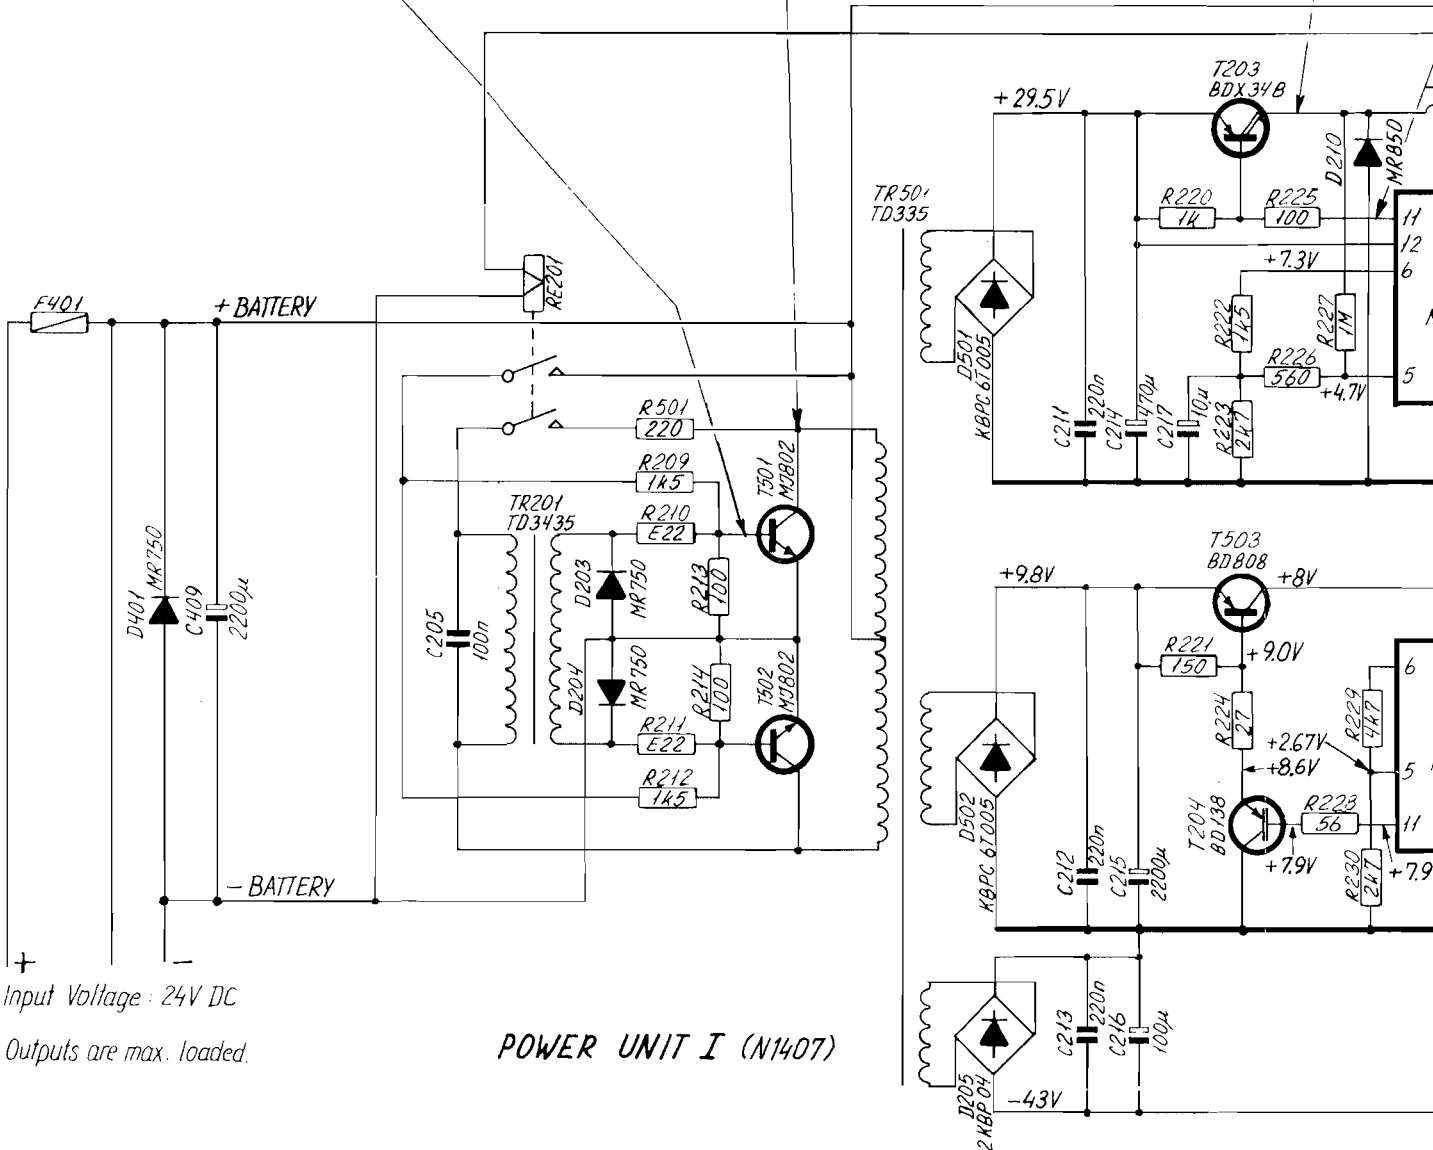 T203
BDX34B
+29.5V
D210
MR850
TR501
TD335
R220
1K
R225
100
11
12
+7.3V
6
RE201
F401
+BATTERY
R222
1K5
R227
1M
D501
KBPC 6T005
R226
560
5
+4.7V
C211
220n
C214
470µ
C217
10µ
R223
2K7
R501
220
R209
1K5
T501
MJ802
TR201
TD3435
R210
E22
D203
MR750
R213
100
D401
MR750
C409
2200µ
C205
100n
D204
MR750
R214
100
T502
MJ802
R211
E22
R212
1K5
T503
BD808
+9.8V
+8V
R221
150
+9.0V
6
R224
27
R229
4K7
+2.67V
+8.6V
5
D502
KBPC 6T005
T204
BD138
R228
56
11
+7.9V
+7.9
C212
220n
C215
2200µ
R230
2K7
-BATTERY
+
-
Input Voltage: 24V DC
Outputs are max. loaded.
POWER UNIT I (N1407)
D205
2KBP04
C213
220n
C216
100µ
-43V